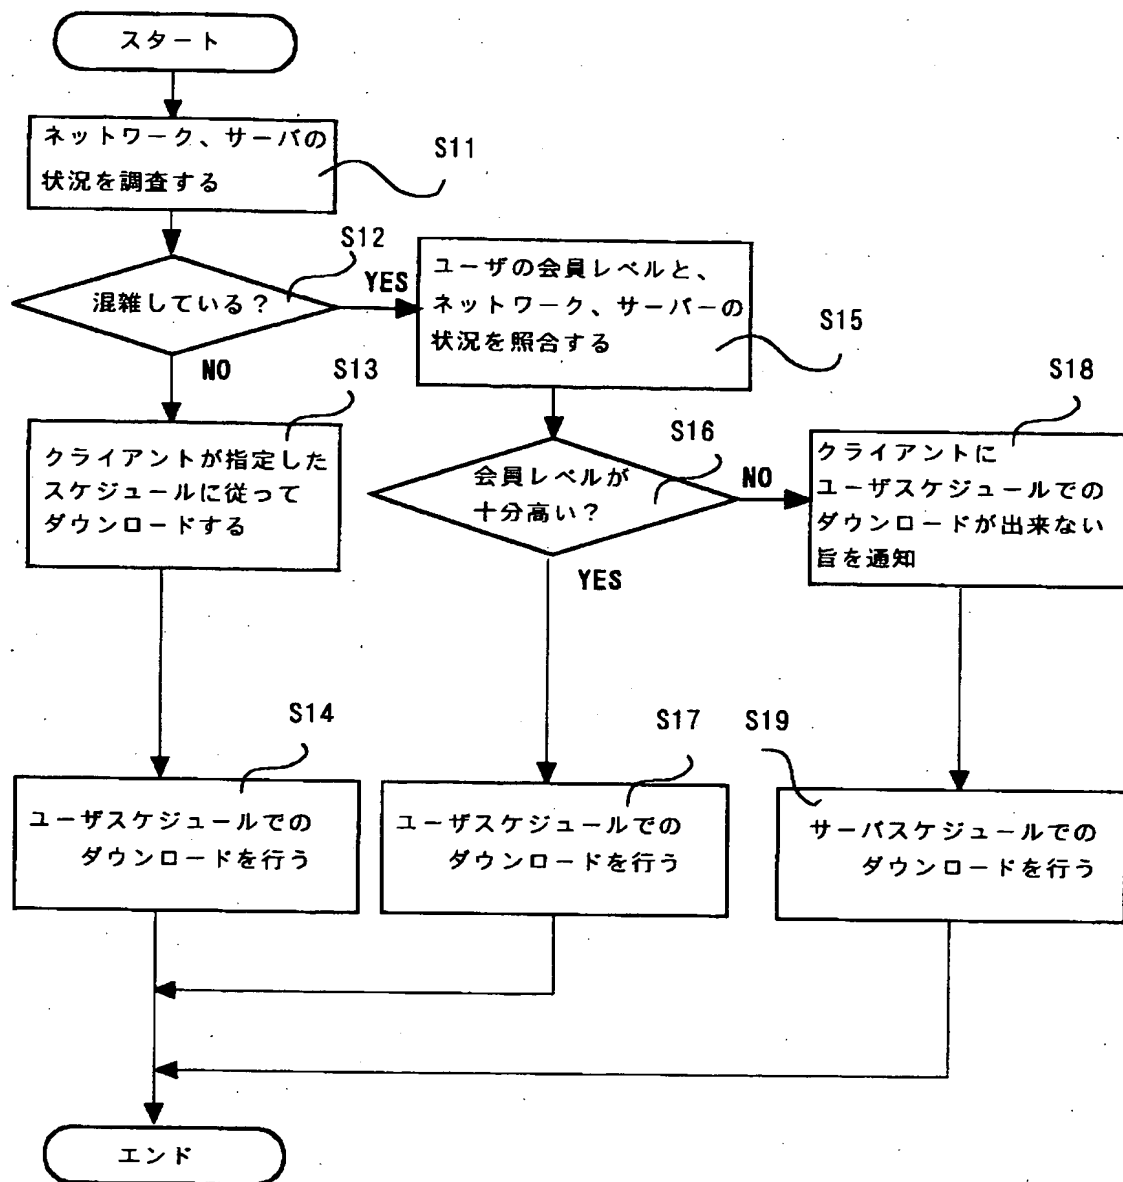 スタート
ネットワーク、サーバの
状況を調査する
S11
S12
混雑している？
YES
NO
ユーザの会員レベルと、
ネットワーク、サーバーの
状況を照合する
S15
S13
クライアントが指定した
スケジュールに従って
ダウンロードする
S16
会員レベルが
十分高い？
NO
YES
S18
クライアントに
ユーザスケジュールでの
ダウンロードが出来ない
旨を通知
S14
ユーザスケジュールでの
ダウンロードを行う
S17
ユーザスケジュールでの
ダウンロードを行う
S19
サーバスケジュールでの
ダウンロードを行う
エンド